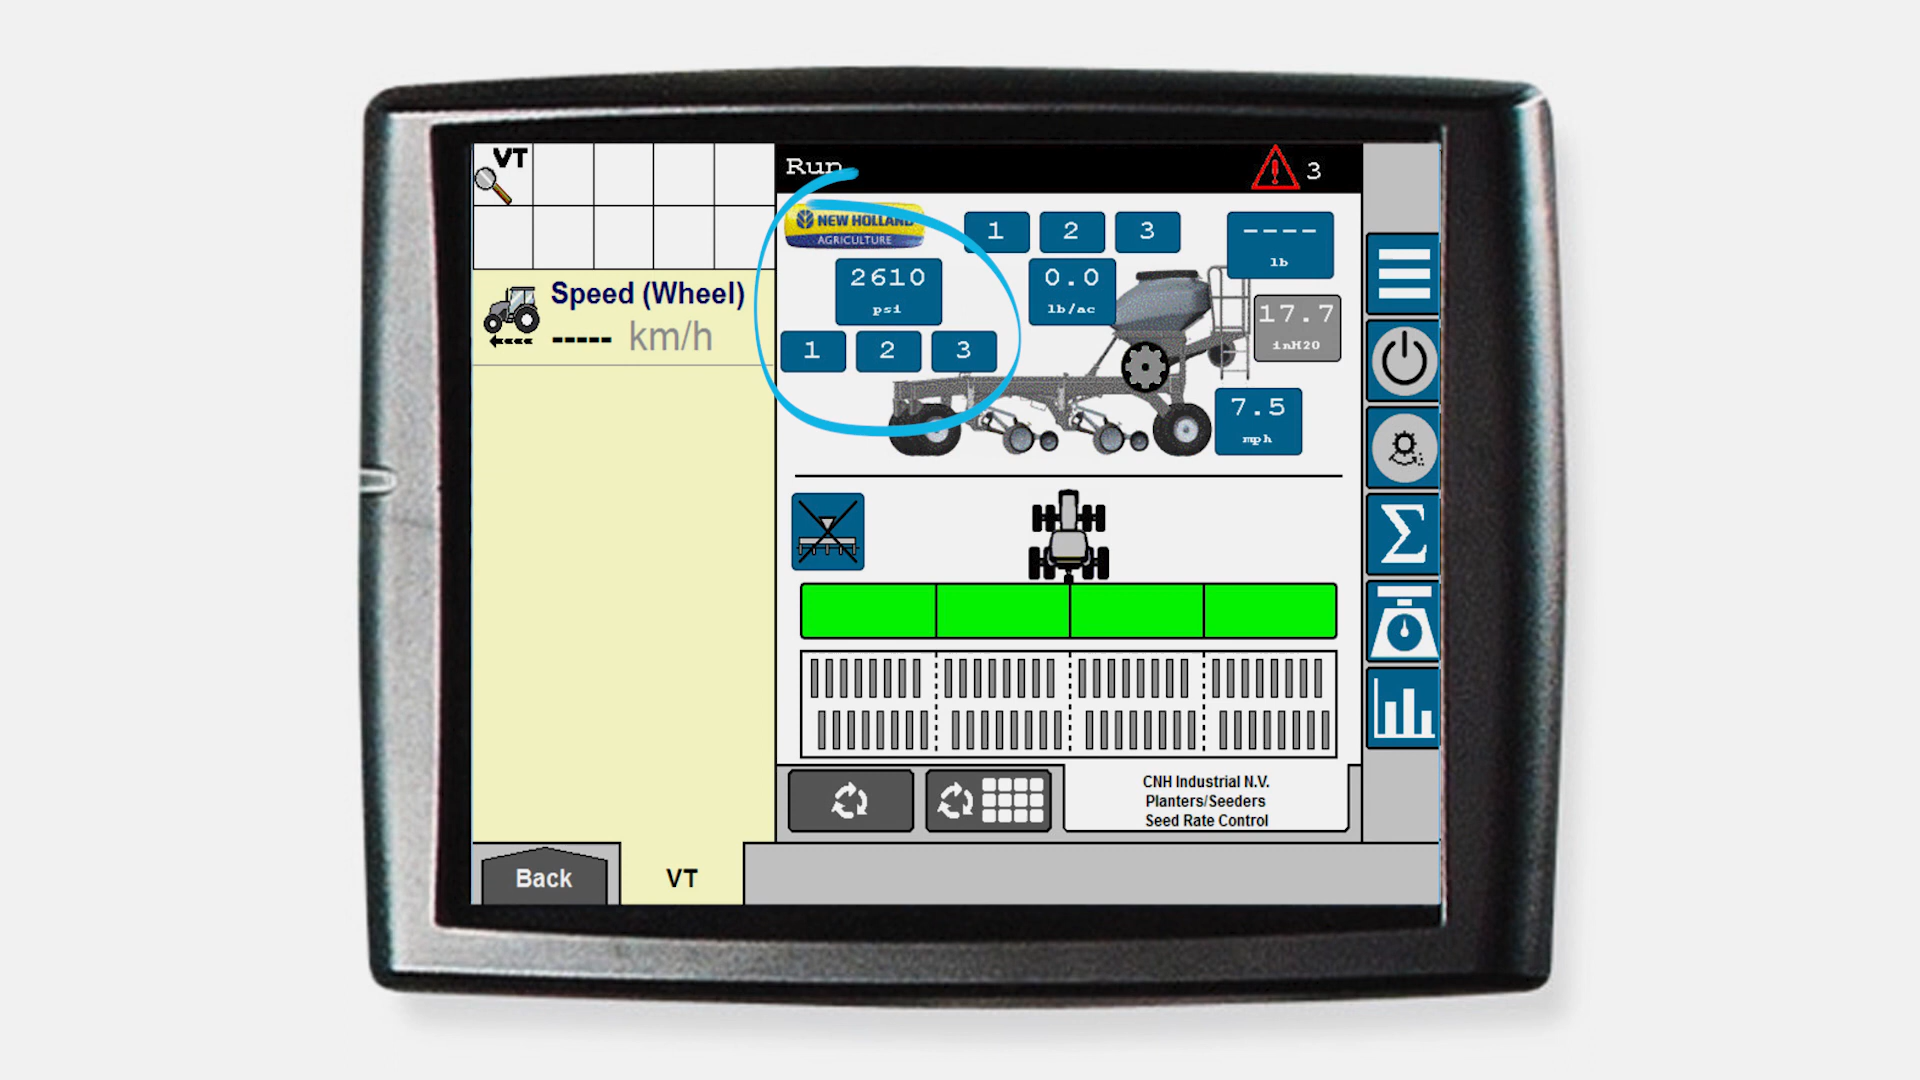 VT
Speed (Wheel)
----- km/h
Run
3
NEW HOLLAND
AGRICULTURE
1 2 3
----
lb
2610
psi
0.0
lb/ac
17.7
inH2O
1 2 3
7.5
mph
CNH Industrial N.V.
Planters/Seeders
Seed Rate Control
Back
VT